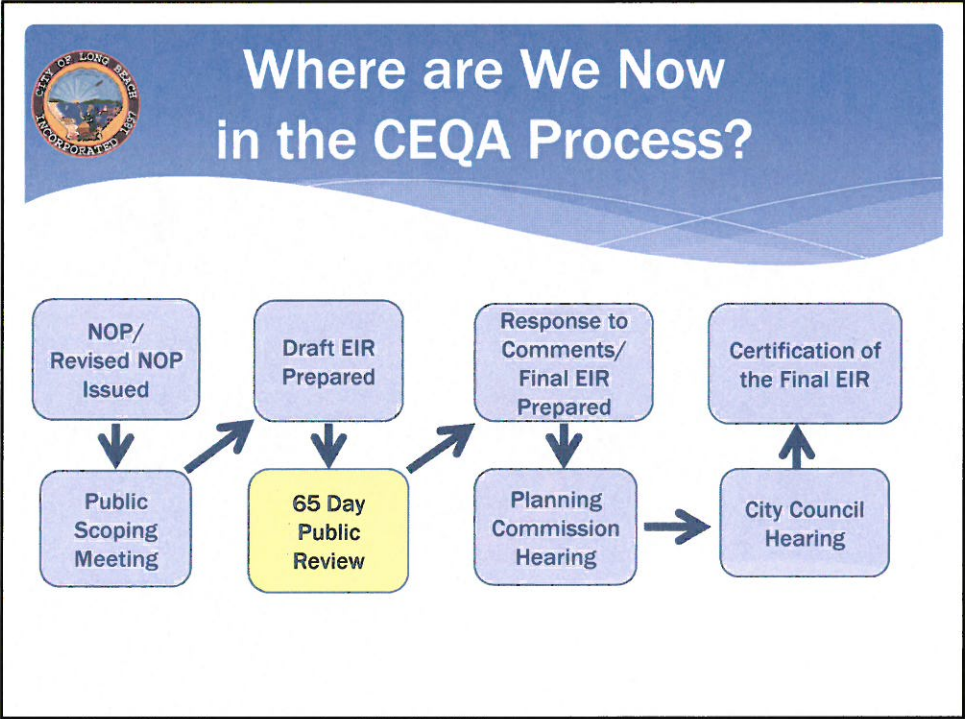 CITY OF LONG BEACH
INCORPORATED 1897
Where are We Now
in the CEQA Process?
NOP/
Revised NOP
Issued
Public
Scoping
Meeting
Draft EIR
Prepared
65 Day
Public
Review
Response to
Comments/
Final EIR
Prepared
Planning
Commission
Hearing
City Council
Hearing
Certification of
the Final EIR